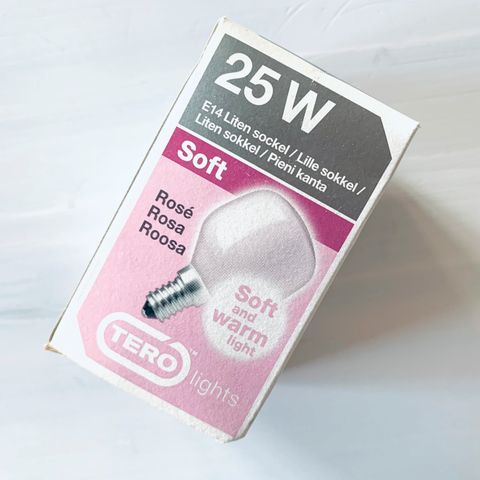 25 W
E14 Liten sockel / Lille sokkel /
Liten sokkel / Pieni kanta
Soft
Rosé
Rosa
Roosa
Soft
and
warm
light
TERO™
lights